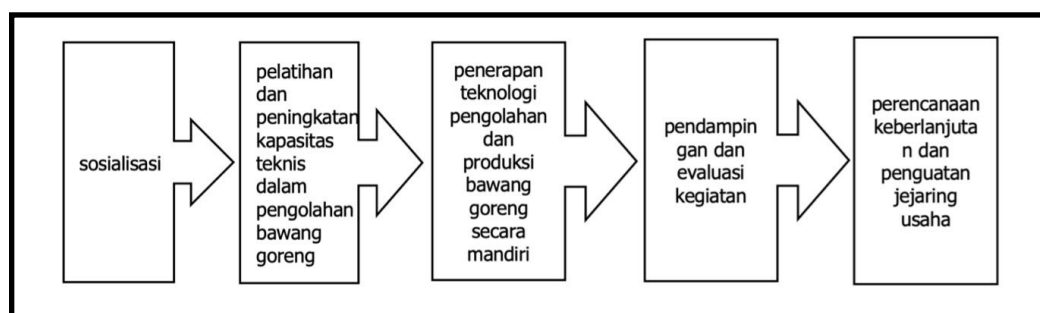 sosialisasi
pelatihan
dan
peningkatan
kapasitas
teknis
dalam
pengolahan
bawang
goreng
penerapan
teknologi
pengolahan
dan
produksi
bawang
goreng
secara
mandiri
pendampin
gan dan
evaluasi
kegiatan
perencanaan
keberlanjuta
n dan
penguatan
jejaring
usaha